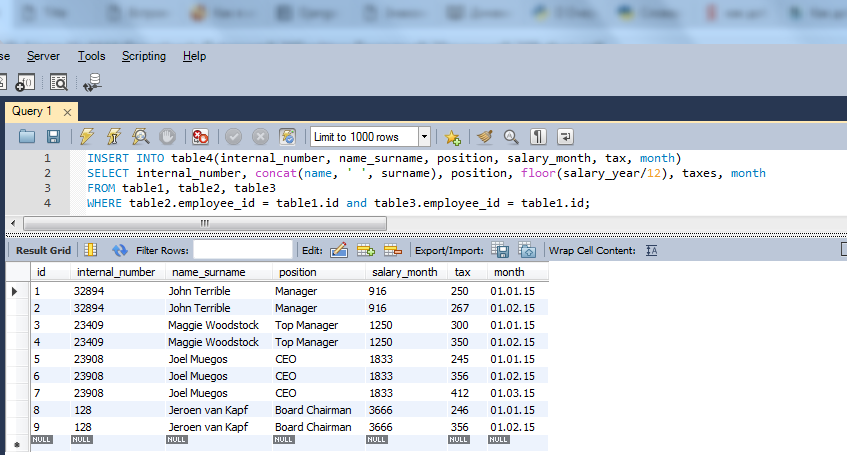 Title
se Server Tools Scripting Help
Query 1 ×
Limit to 1000 rows
1 INSERT INTO table4(internal_number, name_surname, position, salary_month, tax, month)
2 SELECT internal_number, concat(name, ' ', surname), position, floor(salary_year/12), taxes, month
3 FROM table1, table2, table3
4 WHERE table2.employee_id = table1.id and table3.employee_id = table1.id;
Result Grid Filter Rows: Edit: Export/Import: Wrap Cell Content:
id internal_number name_surname position salary_month tax month
1 32894 John Terrible Manager 916 250 01.01.15
2 32894 John Terrible Manager 916 267 01.02.15
3 23409 Maggie Woodstock Top Manager 1250 300 01.01.15
4 23409 Maggie Woodstock Top Manager 1250 350 01.02.15
5 23908 Joel Muegos CEO 1833 245 01.01.15
6 23908 Joel Muegos CEO 1833 356 01.02.15
7 23908 Joel Muegos CEO 1833 412 01.03.15
8 128 Jeroen van Kapf Board Chairman 3666 246 01.01.15
9 128 Jeroen van Kapf Board Chairman 3666 356 01.02.15
NULL NULL NULL NULL NULL NULL NULL